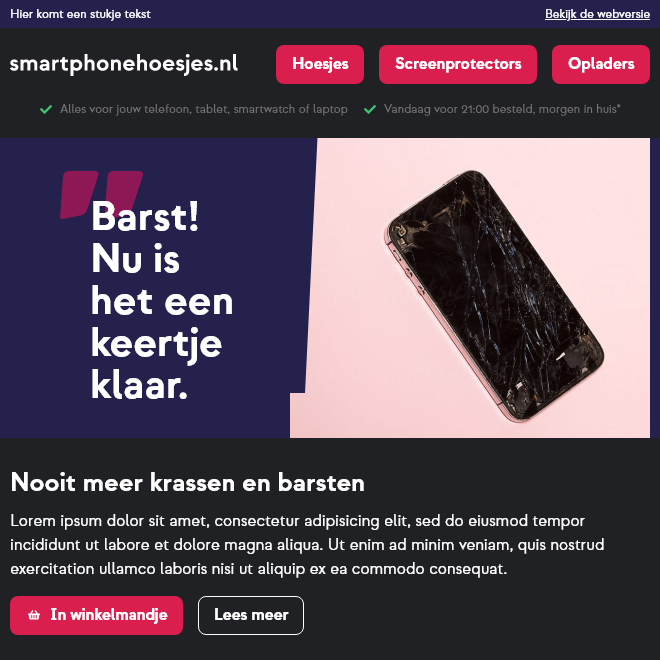 Hier komt een stukje tekst
Bekijk de webversie
smartphonehoesjes.nl
Hoesjes
Screenprotectors
Opladers
Alles voor jouw telefoon, tablet, smartwatch of laptop
Vandaag voor 21:00 besteld, morgen in huis*
Barst!
Nu is
het een
keertje
klaar.
Nooit meer krassen en barsten
Lorem ipsum dolor sit amet, consectetur adipisicing elit, sed do eiusmod tempor
incididunt ut labore et dolore magna aliqua. Ut enim ad minim veniam, quis nostrud
exercitation ullamco laboris nisi ut aliquip ex ea commodo consequat.
In winkelmandje
Lees meer